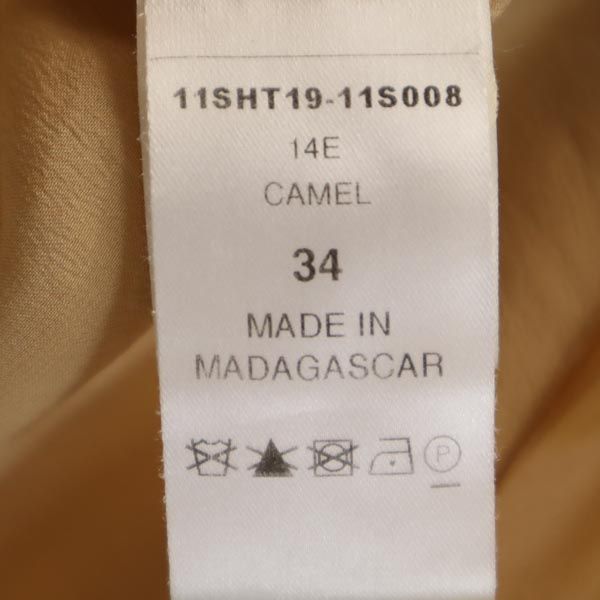 11SHT19-11S008
14E
CAMEL
34
MADE IN
MADAGASCAR
P